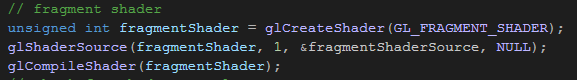 // fragment shader
unsigned int fragmentShader = glCreateShader(GL_FRAGMENT_SHADER);
glShaderSource(fragmentShader, 1, &fragmentShaderSource, NULL);
glCompileShader(fragmentShader);